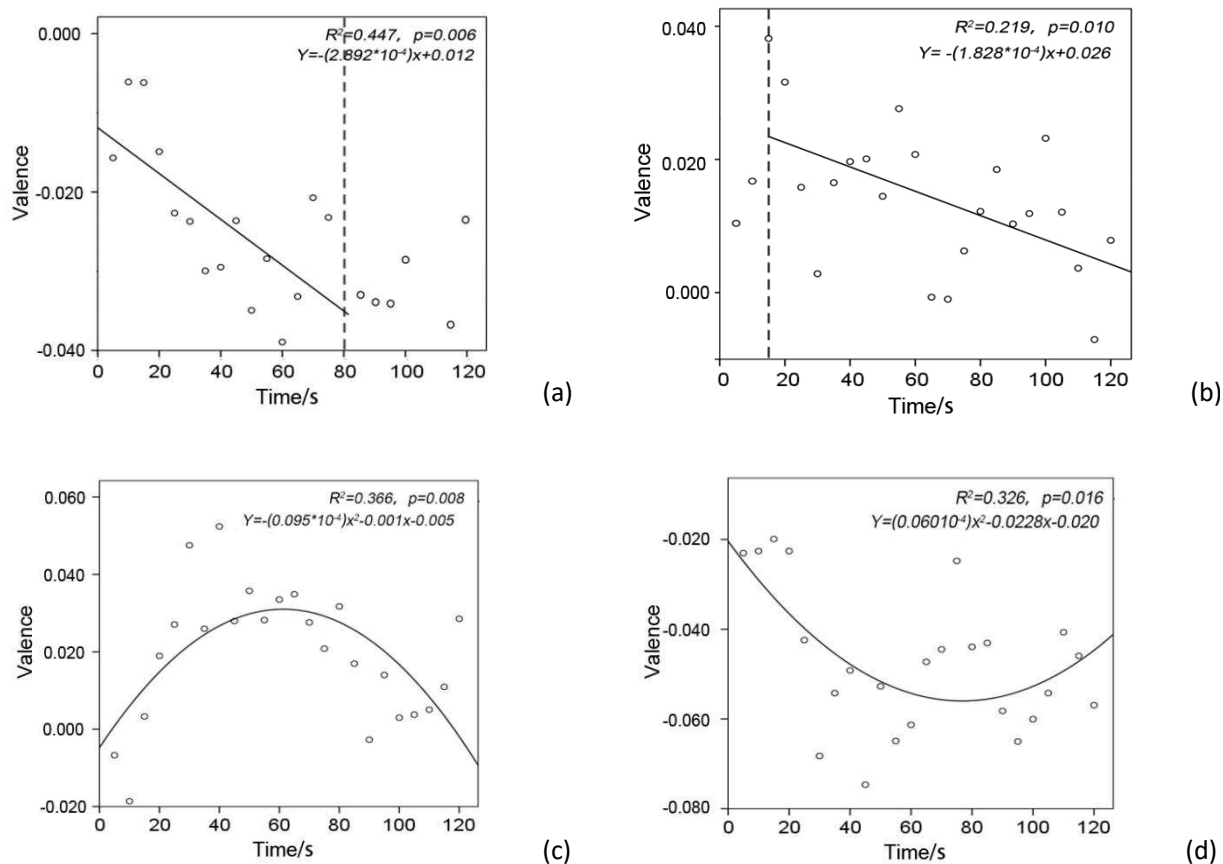 R²=0.447, p=0.006
Y=-(2.892*10⁻⁴)x+0.012
0.000
-0.020
-0.040
Valence
0 20 40 60 80 100 120
Time/s
(a)
R²=0.219, p=0.010
Y= -(1.828*10⁻⁴)x+0.026
0.040
0.020
0.000
Valence
0 20 40 60 80 100 120
Time/s
(b)
R²=0.366, p=0.008
Y=-(0.095*10⁻⁴)x²-0.001x-0.005
0.060
0.040
0.020
0.000
-0.020
Valence
0 20 40 60 80 100 120
Time/s
(c)
R²=0.326, p=0.016
Y=(0.06010⁻⁴)x²-0.0228x-0.020
-0.020
-0.040
-0.060
-0.080
Valence
0 20 40 60 80 100 120
Time/s
(d)